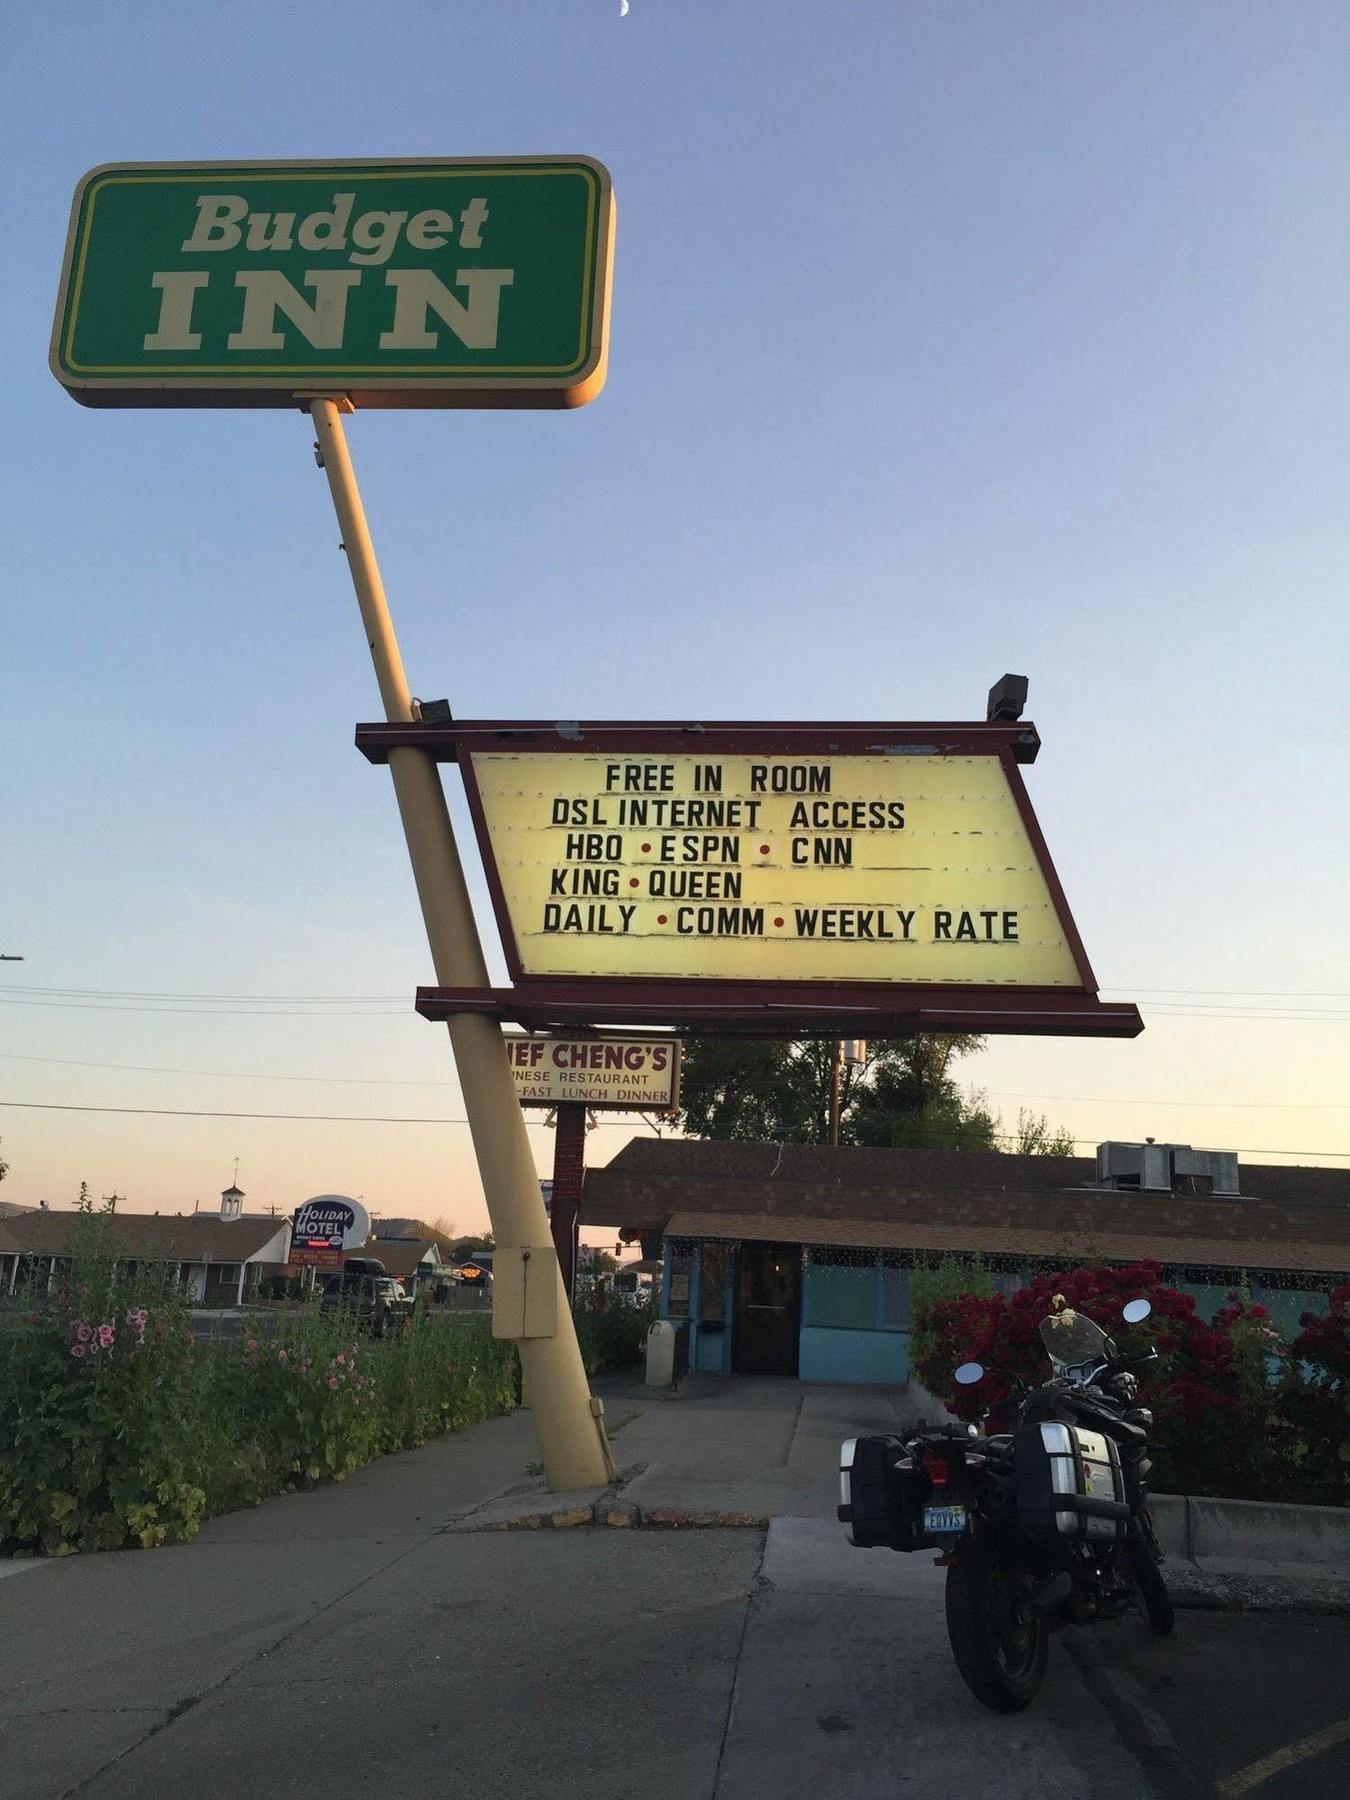 Budget
INN
FREE IN ROOM
DSL INTERNET ACCESS
HBO • ESPN • CNN
KING • QUEEN
DAILY • COMM • WEEKLY RATE
IEF CHENG'S
INESE RESTAURANT
-FAST LUNCH DINNER
HOLIDAY
MOTEL
EQVVS